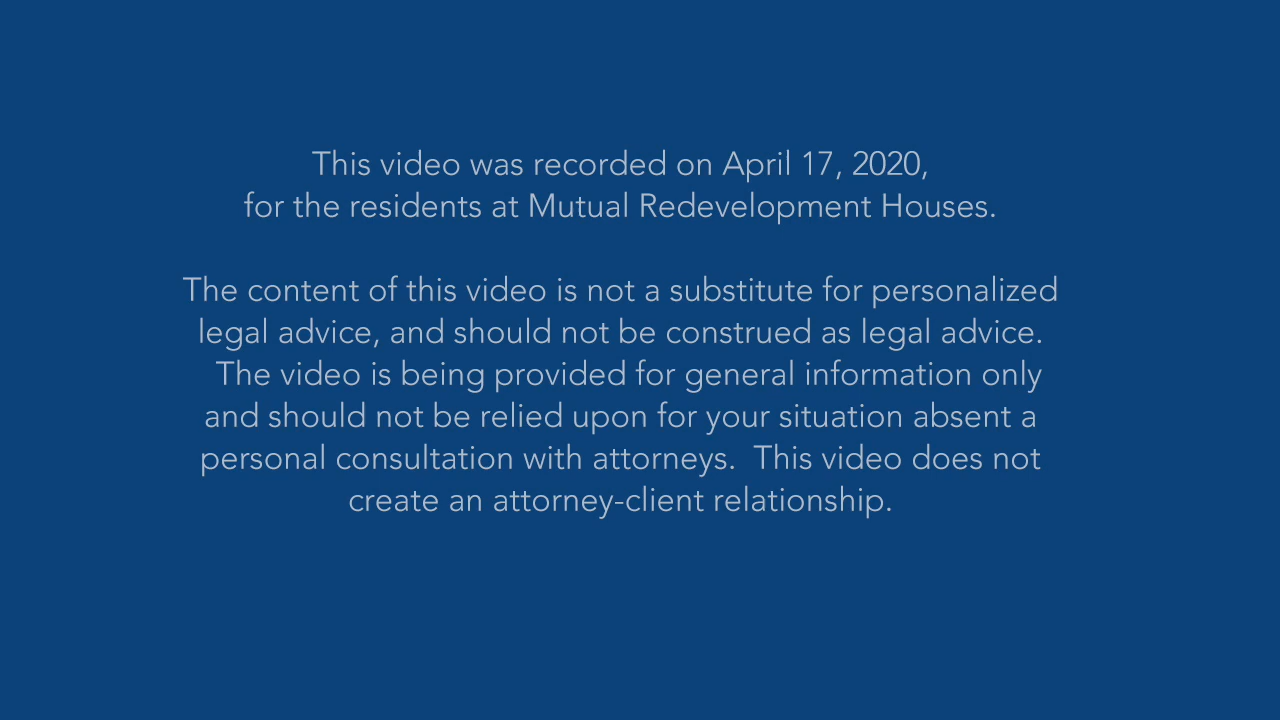 This video was recorded on April 17, 2020,
for the residents at Mutual Redevelopment Houses.
The content of this video is not a substitute for personalized
legal advice, and should not be construed as legal advice.
The video is being provided for general information only
and should not be relied upon for your situation absent a
personal consultation with attorneys.  This video does not
create an attorney-client relationship.